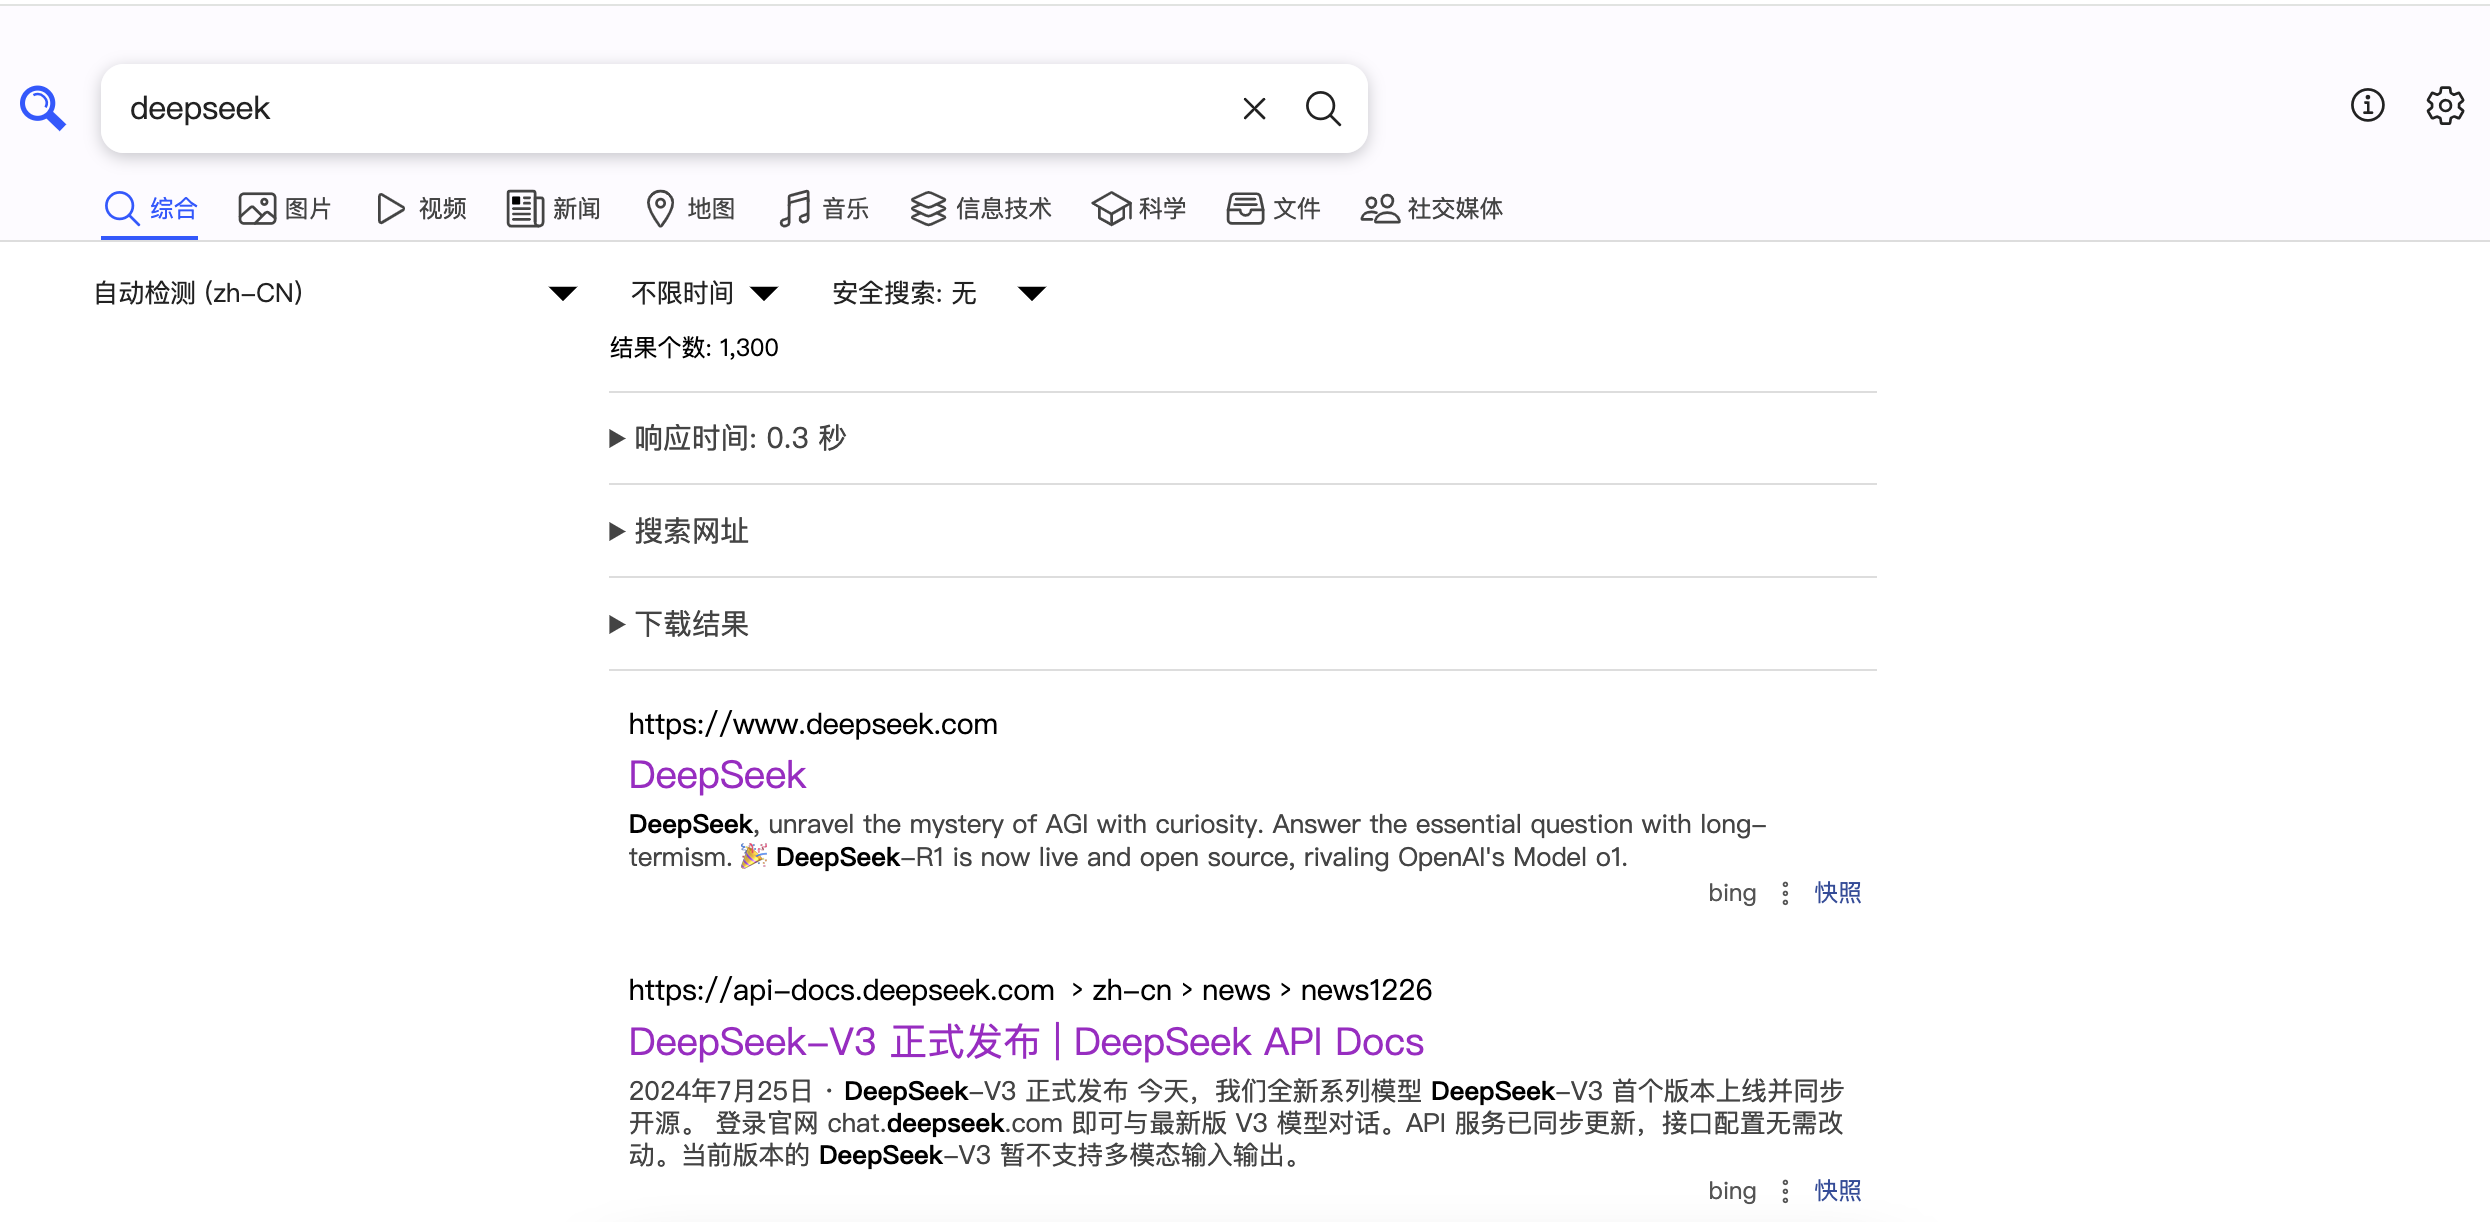 deepseek
综合 图片 视频 新闻 地图 音乐 信息技术 科学 文件 社交媒体
自动检测 (zh-CN) 不限时间 安全搜索: 无
结果个数: 1,300
响应时间: 0.3 秒
搜索网址
下载结果
https://www.deepseek.com
DeepSeek
DeepSeek, unravel the mystery of AGI with curiosity. Answer the essential question with long-
termism. 🎉 DeepSeek-R1 is now live and open source, rivaling OpenAI's Model o1.
bing 快照
https://api-docs.deepseek.com › zh-cn › news › news1226
DeepSeek-V3 正式发布 | DeepSeek API Docs
2024年7月25日 · DeepSeek-V3 正式发布 今天，我们全新系列模型 DeepSeek-V3 首个版本上线并同步
开源。 登录官网 chat.deepseek.com 即可与最新版 V3 模型对话。API 服务已同步更新，接口配置无需改
动。当前版本的 DeepSeek-V3 暂不支持多模态输入输出。
bing 快照